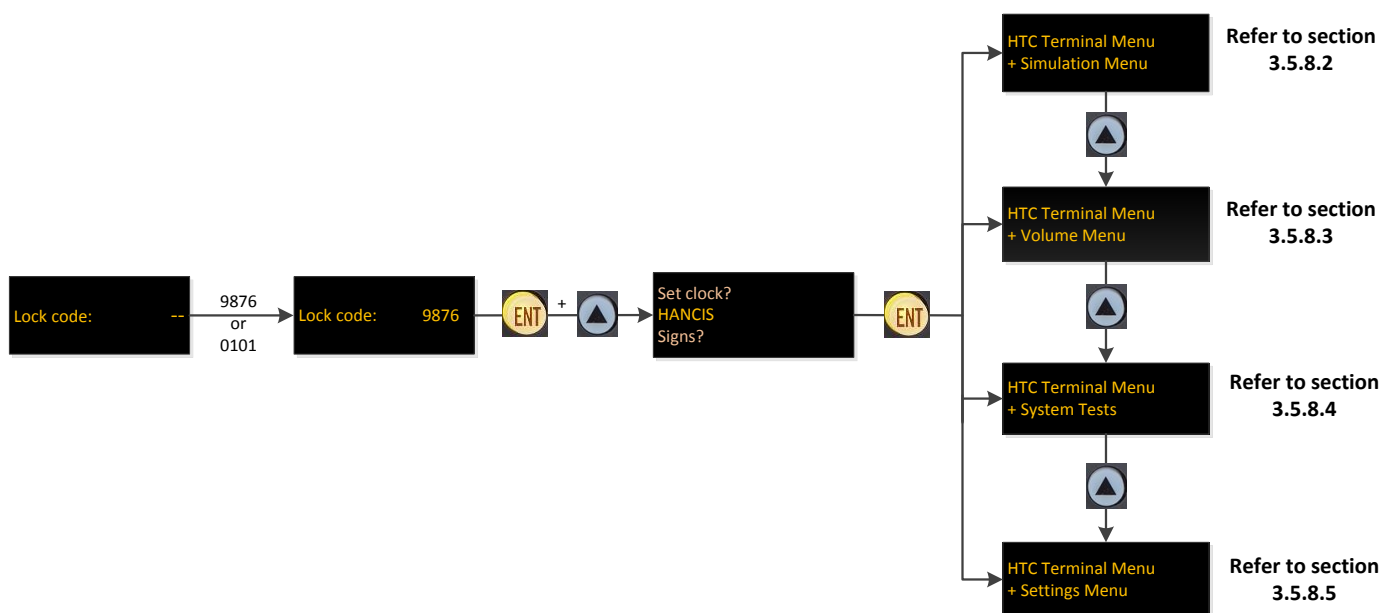 Lock code: --
9876
or
0101
Lock code: 9876
ENT
+
Set clock?
HANCIS
Signs?
ENT
HTC Terminal Menu
+ Simulation Menu
Refer to section
3.5.8.2
HTC Terminal Menu
+ Volume Menu
Refer to section
3.5.8.3
HTC Terminal Menu
+ System Tests
Refer to section
3.5.8.4
HTC Terminal Menu
+ Settings Menu
Refer to section
3.5.8.5